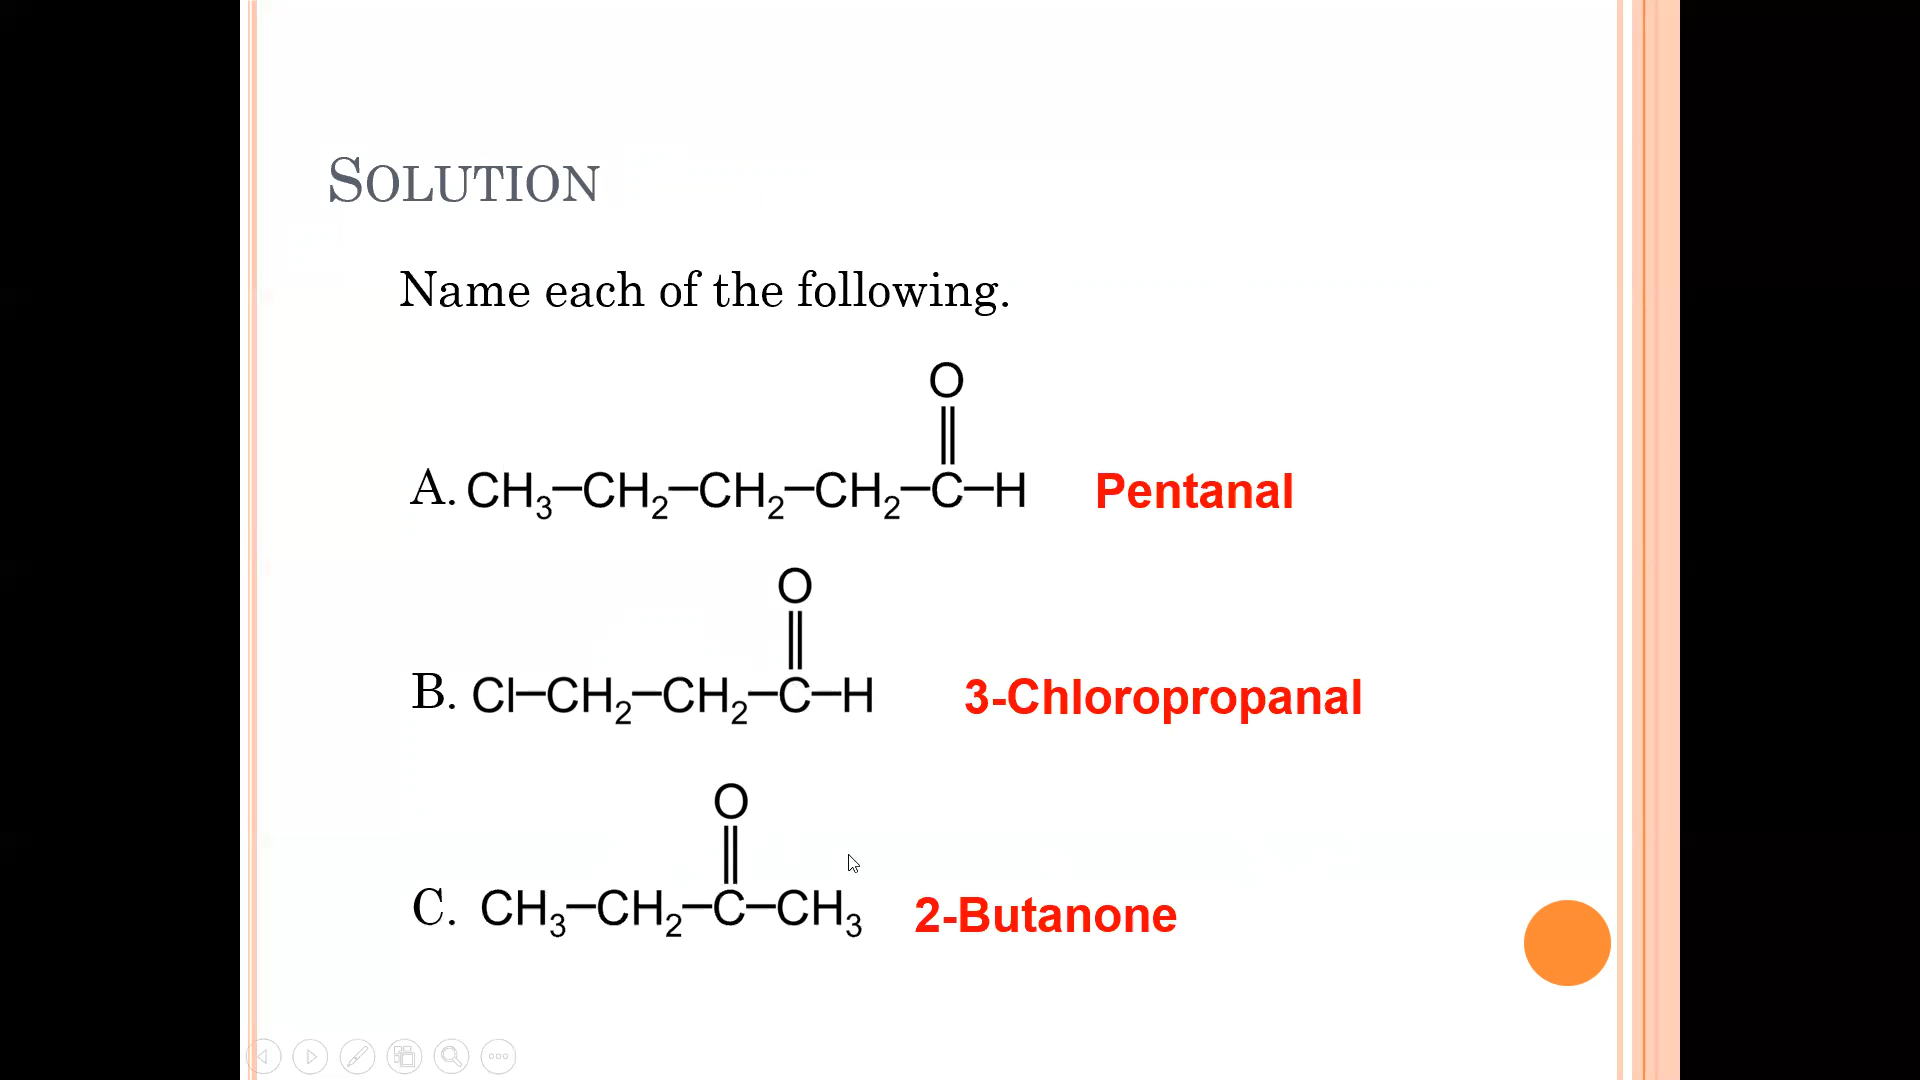 SOLUTION
Name each of the following.
O
A. CH3–CH2–CH2–CH2–C–H Pentanal
O
B. Cl–CH2–CH2–C–H 3-Chloropropanal
O
C. CH3–CH2–C–CH3 2-Butanone